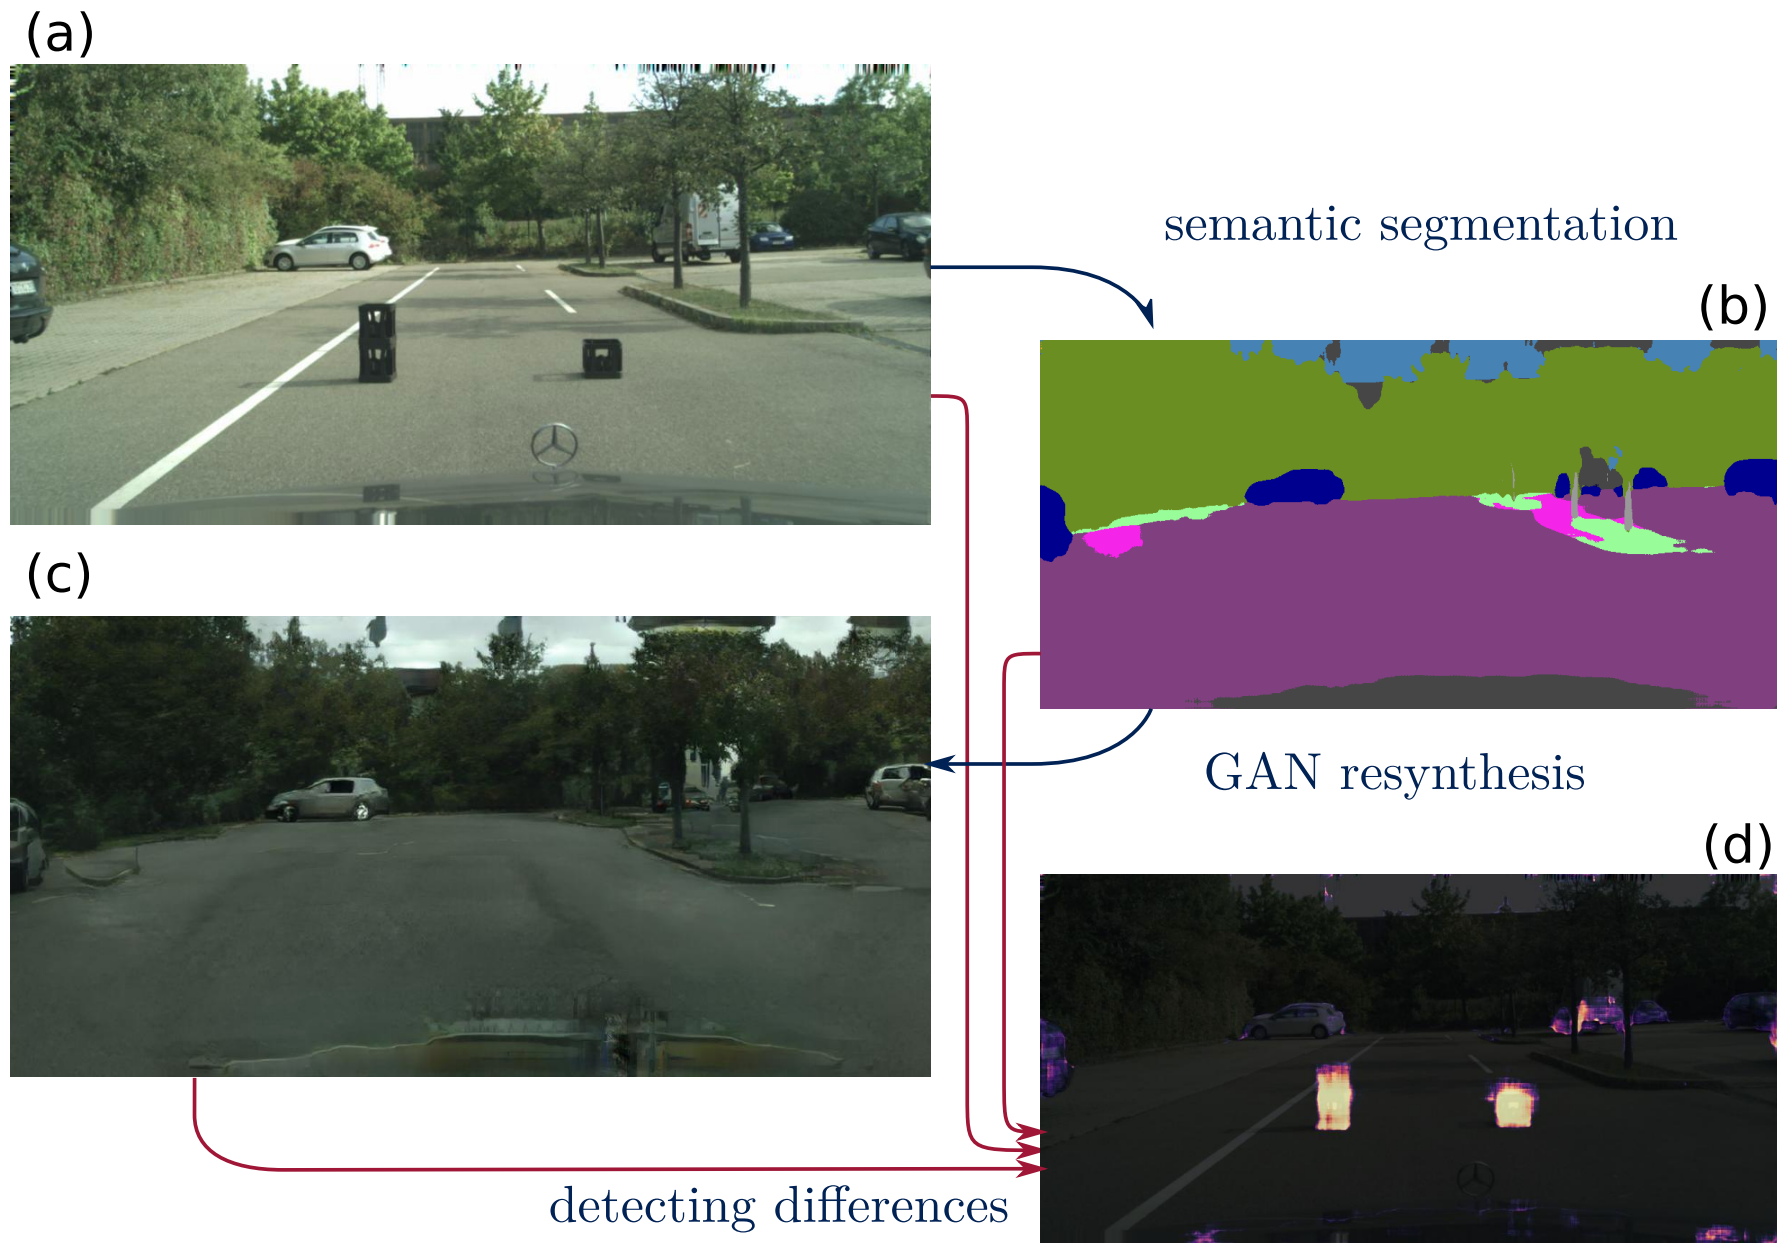 (a)
semantic segmentation
(b)
(c)
GAN resynthesis
(d)
detecting differences